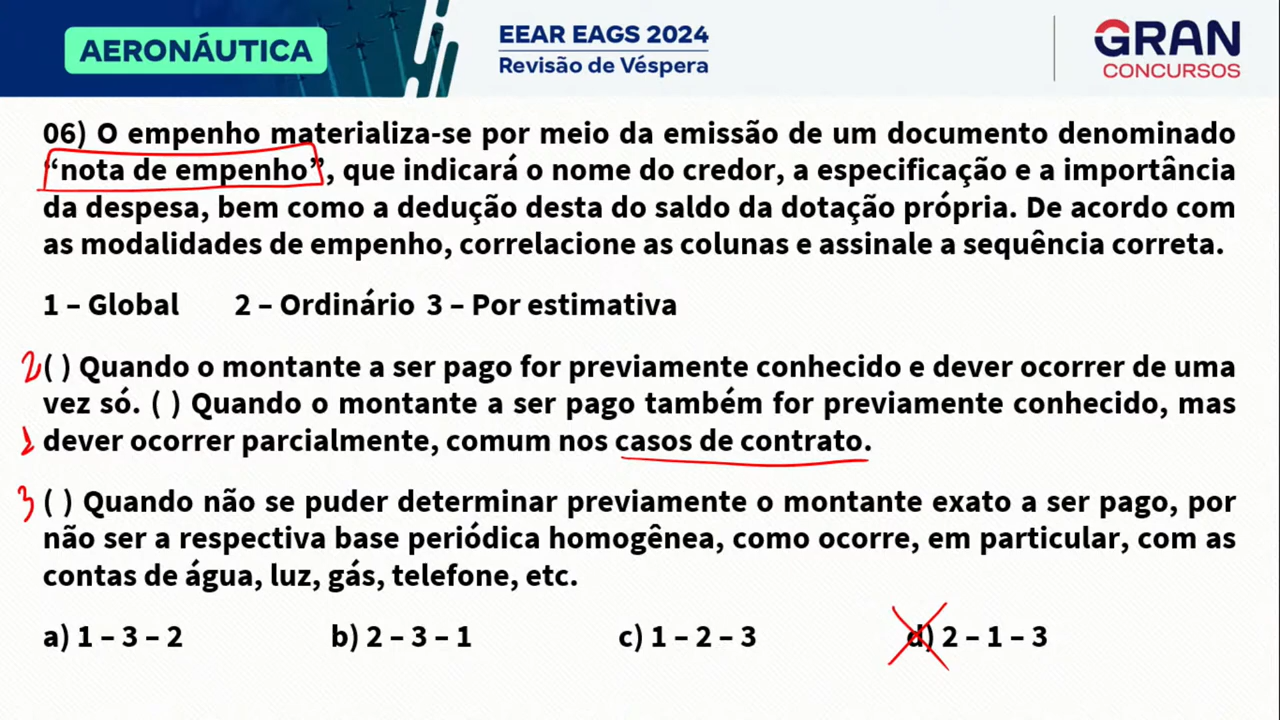 AERONÁUTICA
EEAR EAGS 2024
Revisão de Véspera
GRAN
CONCURSOS
06) O empenho materializa-se por meio da emissão de um documento denominado
“nota de empenho”, que indicará o nome do credor, a especificação e a importância
da despesa, bem como a dedução desta do saldo da dotação própria. De acordo com
as modalidades de empenho, correlacione as colunas e assinale a sequência correta.
1 – Global 2 – Ordinário 3 – Por estimativa
2 ( ) Quando o montante a ser pago for previamente conhecido e dever ocorrer de uma
vez só. ( ) Quando o montante a ser pago também for previamente conhecido, mas
1 dever ocorrer parcialmente, comum nos casos de contrato.
3 ( ) Quando não se puder determinar previamente o montante exato a ser pago, por
não ser a respectiva base periódica homogênea, como ocorre, em particular, com as
contas de água, luz, gás, telefone, etc.
a) 1 – 3 – 2 b) 2 – 3 – 1 c) 1 – 2 – 3 d) 2 – 1 – 3